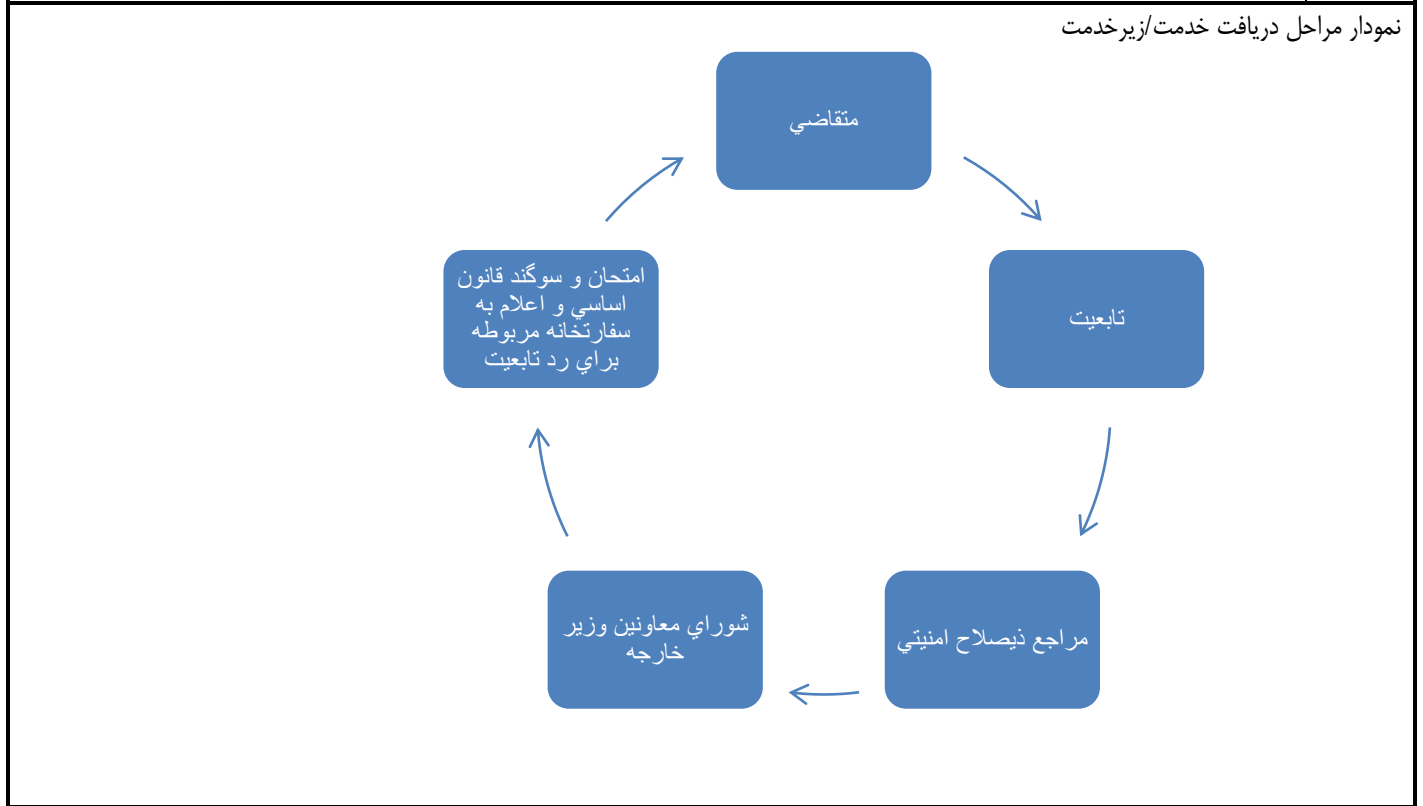 نمودار مراحل دریافت خدمت/زیرخدمت
متقاضي
تابعيت
مراجع ذيصلاح امنيتي
شوراي معاونين وزير
خارجه
امتحان و سوگند قانون
اساسي و اعلام به
سفارتخانه مربوطه
براي رد تابعيت